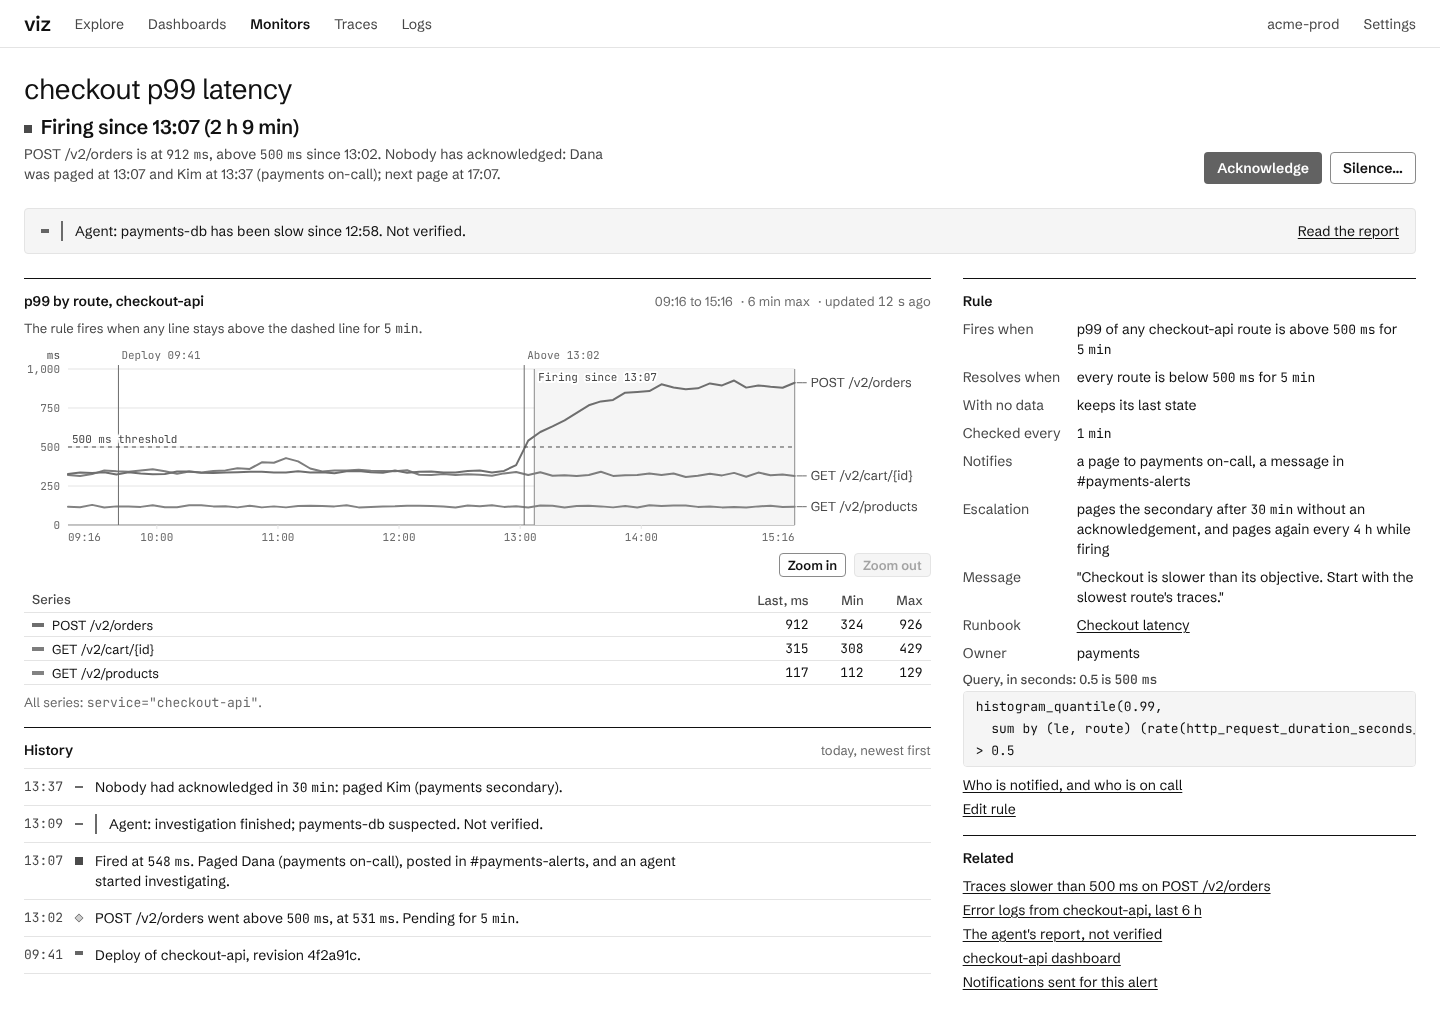 viz Explore Dashboards Monitors Traces Logs acme-prod Settings
checkout p99 latency
Firing since 13:07 (2 h 9 min)
POST /v2/orders is at 912 ms, above 500 ms since 13:02. Nobody has acknowledged: Dana
was paged at 13:07 and Kim at 13:37 (payments on-call); next page at 17:07.
Acknowledge Silence…
Agent: payments-db has been slow since 12:58. Not verified. Read the report
p99 by route, checkout-api 09:16 to 15:16 · 6 min max · updated 12 s ago
The rule fires when any line stays above the dashed line for 5 min.
ms Deploy 09:41 Above 13:02
1,000 Firing since 13:07 POST /v2/orders
750
500 500 ms threshold
GET /v2/cart/{id}
250
GET /v2/products
0
09:16 10:00 11:00 12:00 13:00 14:00 15:16
Zoom in Zoom out
Series Last, ms Min Max
POST /v2/orders 912 324 926
GET /v2/cart/{id} 315 308 429
GET /v2/products 117 112 129
All series: service="checkout-api".
History today, newest first
13:37 Nobody had acknowledged in 30 min: paged Kim (payments secondary).
13:09 Agent: investigation finished; payments-db suspected. Not verified.
13:07 Fired at 548 ms. Paged Dana (payments on-call), posted in #payments-alerts, and an agent
started investigating.
13:02 POST /v2/orders went above 500 ms, at 531 ms. Pending for 5 min.
09:41 Deploy of checkout-api, revision 4f2a91c.
Rule
Fires when p99 of any checkout-api route is above 500 ms for
5 min
Resolves when every route is below 500 ms for 5 min
With no data keeps its last state
Checked every 1 min
Notifies a page to payments on-call, a message in
#payments-alerts
Escalation pages the secondary after 30 min without an
acknowledgement, and pages again every 4 h while
firing
Message "Checkout is slower than its objective. Start with the
slowest route's traces."
Runbook Checkout latency
Owner payments
Query, in seconds: 0.5 is 500 ms
histogram_quantile(0.99,
sum by (le, route) (rate(http_request_duration_seconds_
> 0.5
Who is notified, and who is on call
Edit rule
Related
Traces slower than 500 ms on POST /v2/orders
Error logs from checkout-api, last 6 h
The agent's report, not verified
checkout-api dashboard
Notifications sent for this alert